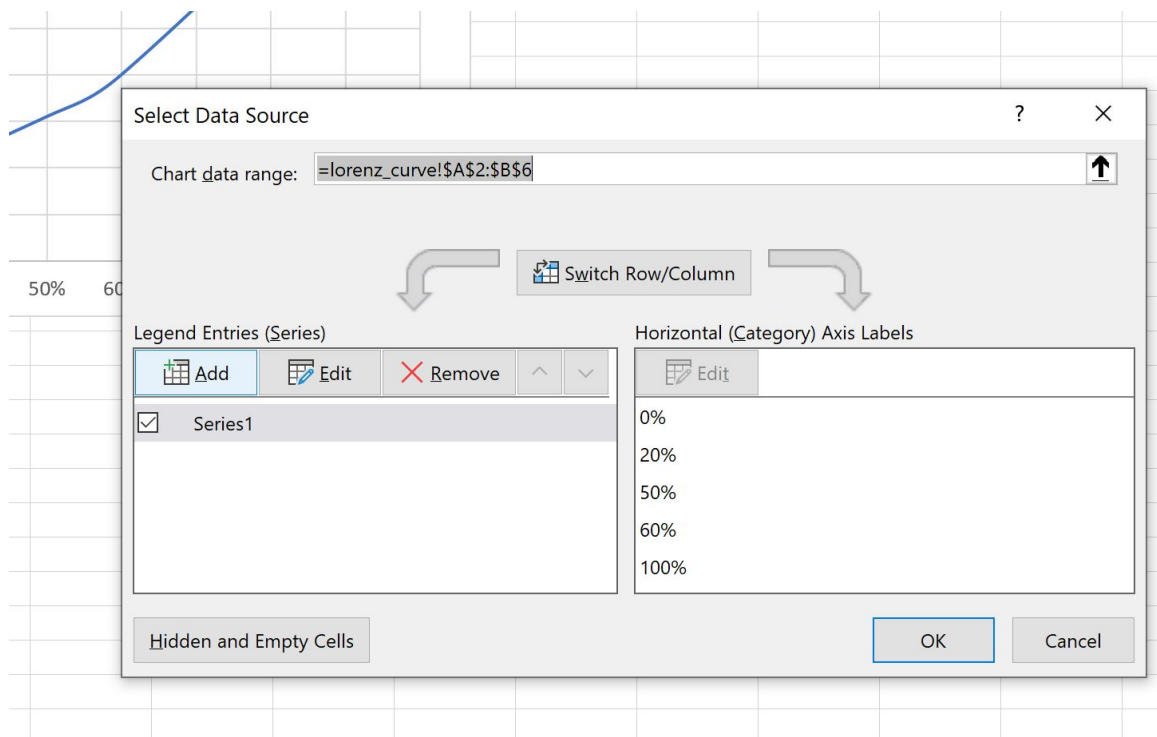 Select Data Source ? ×
Chart data range: =lorenz_curve!$A$2:$B$6
Switch Row/Column
50% 60
Legend Entries (Series)
Add Edit Remove
Series1
Horizontal (Category) Axis Labels
Edit
0%
20%
50%
60%
100%
Hidden and Empty Cells
OK Cancel